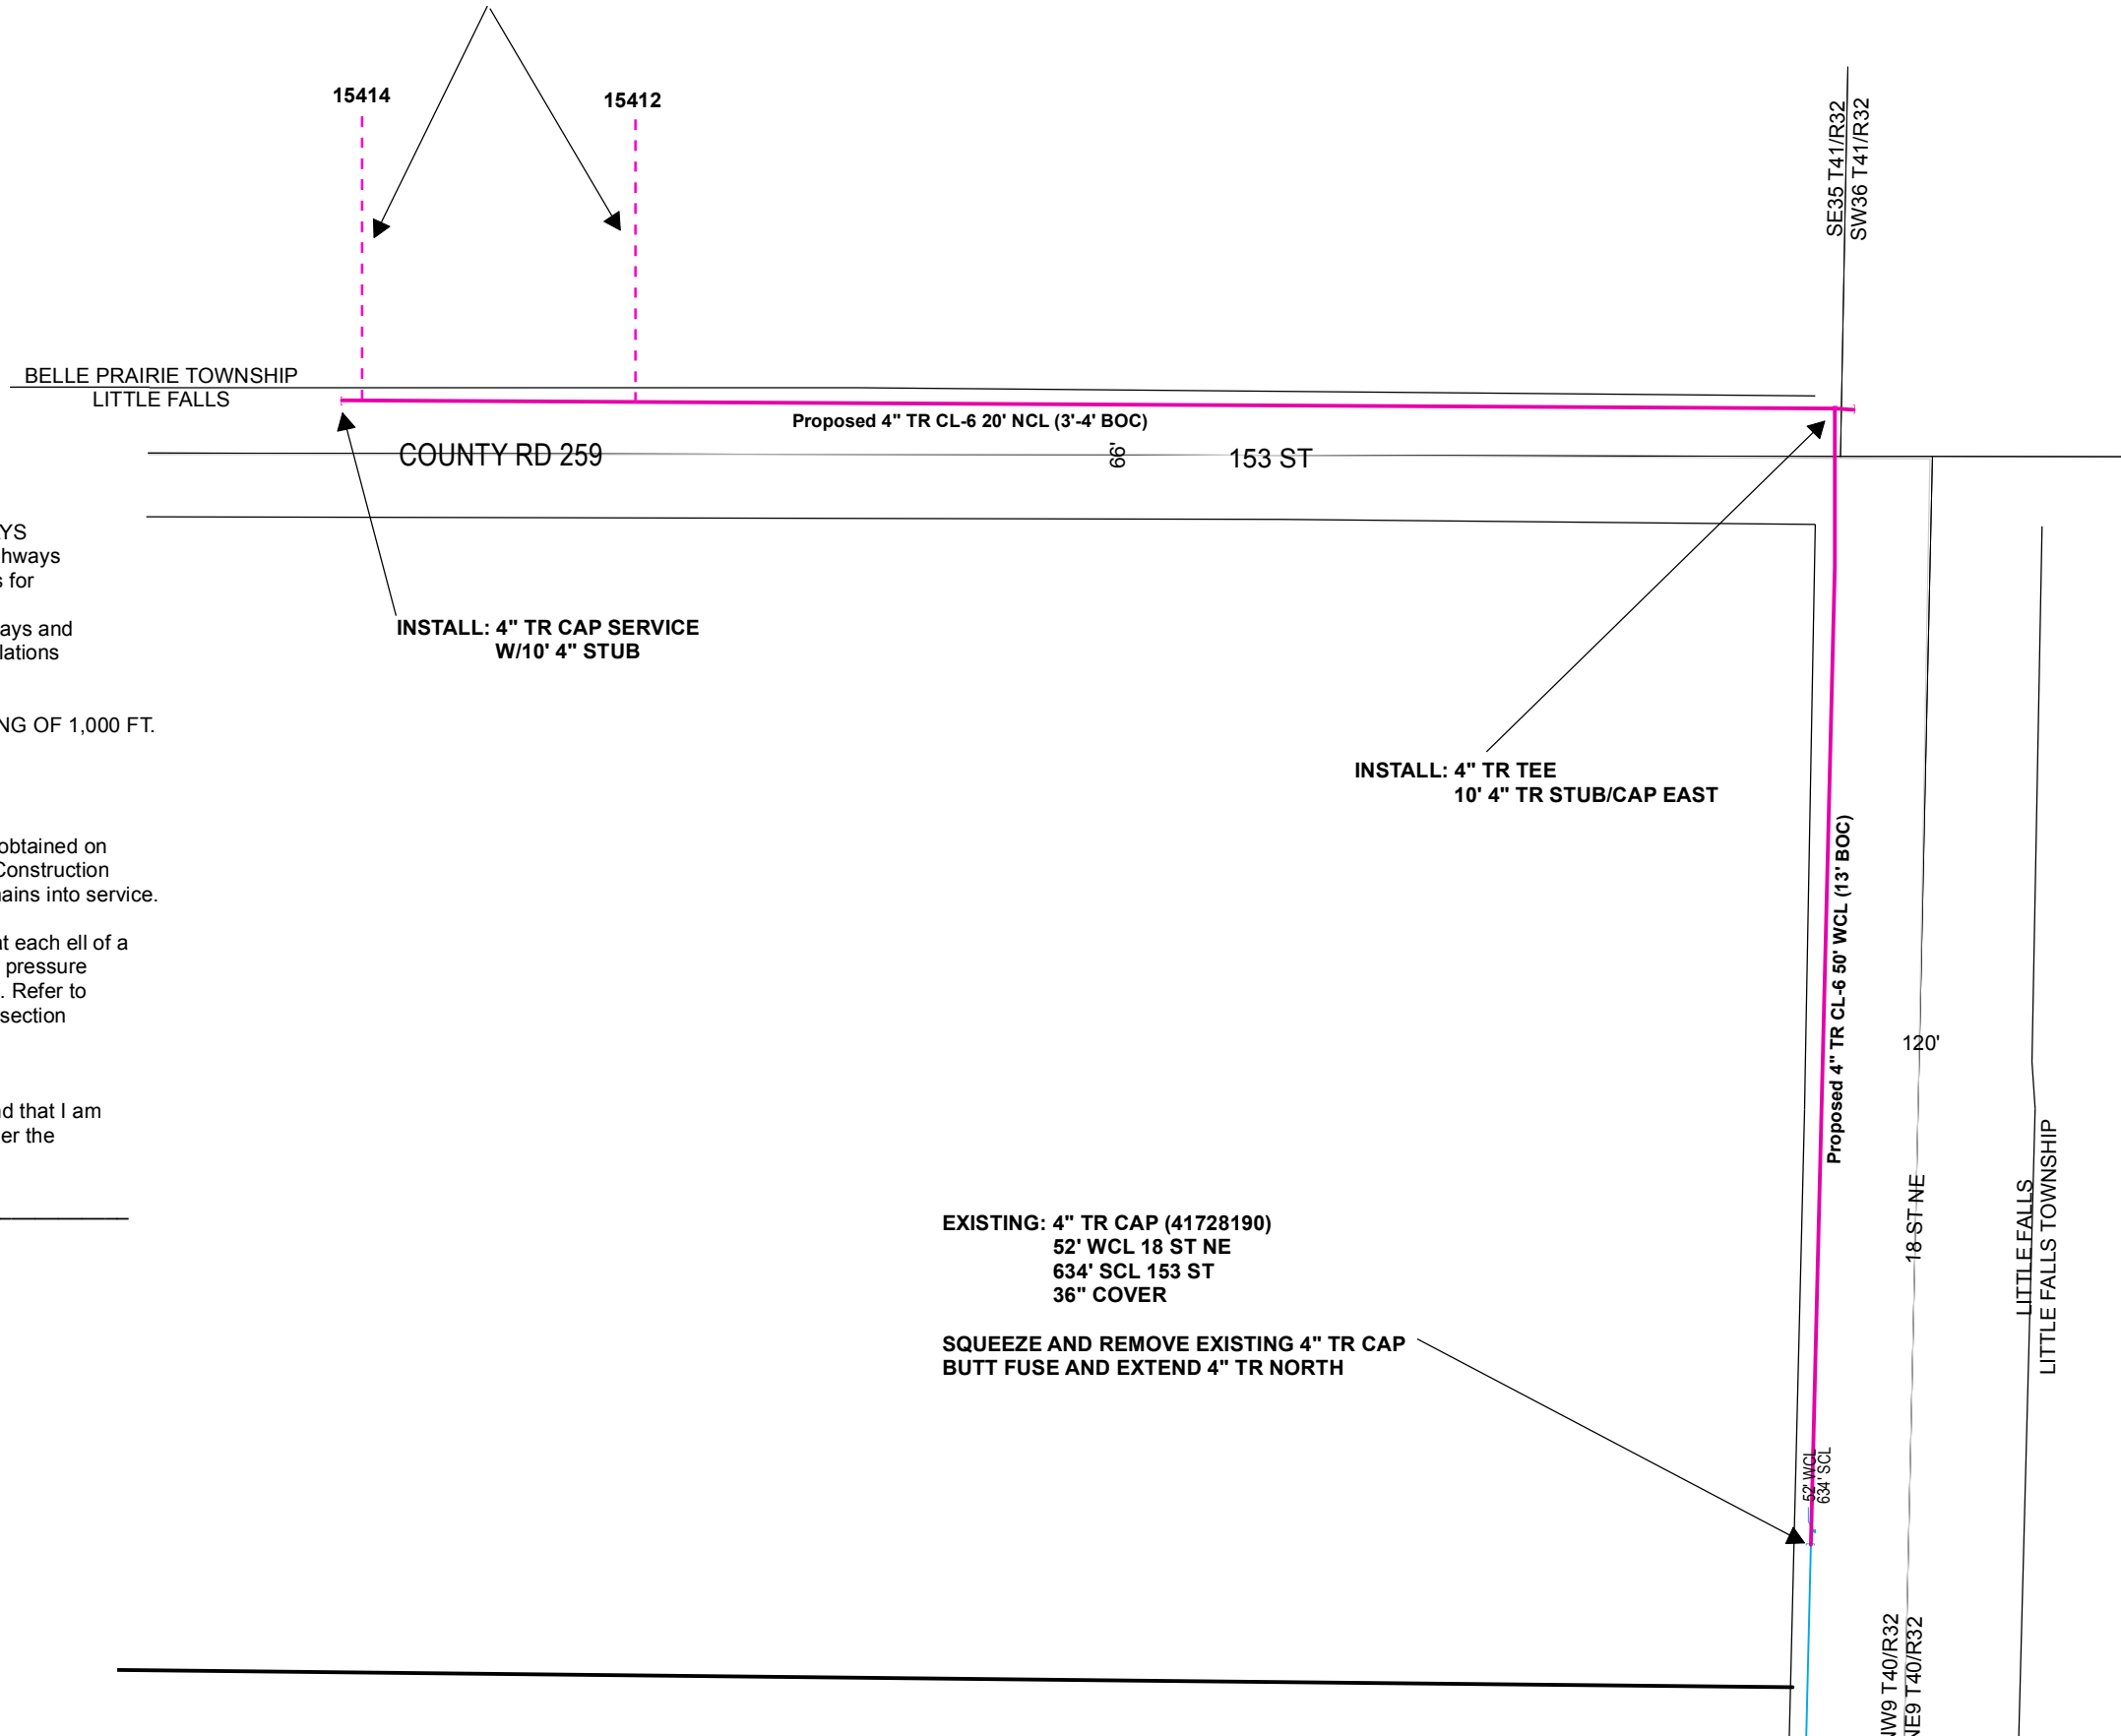 15414
15412
SE35 T41/R32
SW36 T41/R32
BELLE PRAIRIE TOWNSHIP
LITTLE FALLS
Proposed 4" TR CL-6 20' NCL (3'-4' BOC)
COUNTY RD 259
66'
153 ST
YS
hways
s for
ays and
lations
NG OF 1,000 FT.
obtained on
Construction
nains into service.
at each ell of a
pressure
. Refer to
section
nd that I am
er the
INSTALL: 4" TR CAP SERVICE
W/10' 4" STUB
INSTALL: 4" TR TEE
10' 4" TR STUB/CAP EAST
Proposed 4" TR CL-6 50' WCL (13' BOC)
120'
18 ST NE
LITTLE FALLS
LITTLE FALLS TOWNSHIP
EXISTING: 4" TR CAP (41728190)
52' WCL 18 ST NE
634' SCL 153 ST
36" COVER
SQUEEZE AND REMOVE EXISTING 4" TR CAP
BUTT FUSE AND EXTEND 4" TR NORTH
52' WCL
634' SCL
NW9 T40/R32
NE9 T40/R32